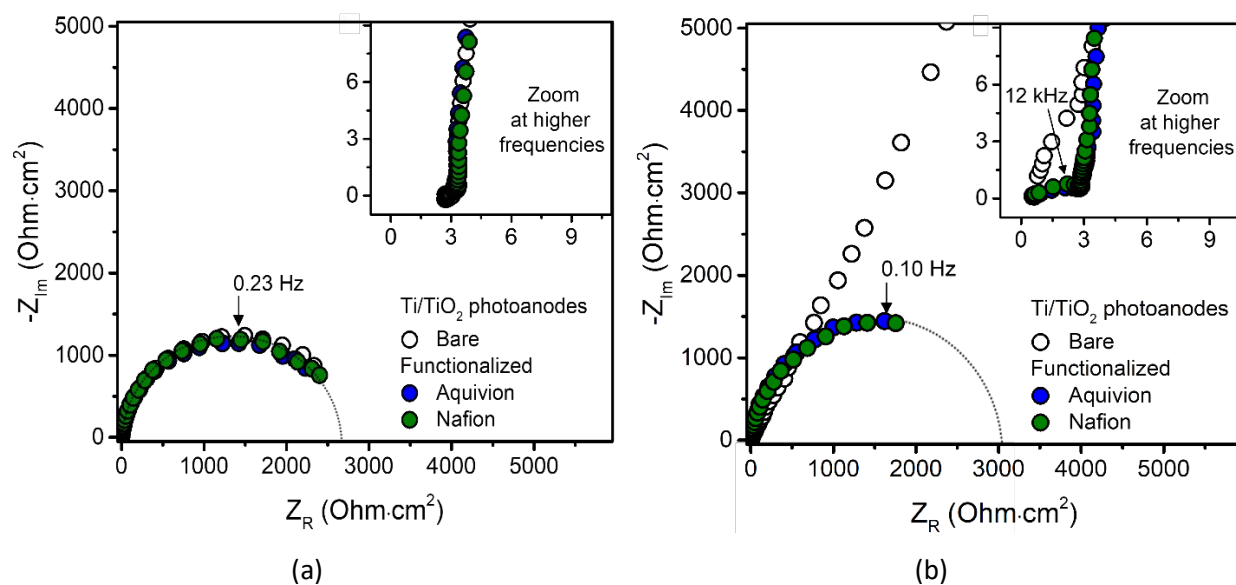 5000
4000
3000
2000
1000
0
-Z_Im (Ohm·cm²)
6
3
0
0 3 6 9
Zoom
at higher
frequencies
0.23 Hz
Ti/TiO₂ photoanodes
Bare
Functionalized
Aquivion
Nafion
0 1000 2000 3000 4000 5000
Z_R (Ohm·cm²)
(a)
5000
4000
3000
2000
1000
0
-Z_Im (Ohm·cm²)
6
3
0
0 3 6 9
12 kHz
Zoom
at higher
frequencies
0.10 Hz
Ti/TiO₂ photoanodes
Bare
Functionalized
Aquivion
Nafion
0 1000 2000 3000 4000 5000
Z_R (Ohm·cm²)
(b)